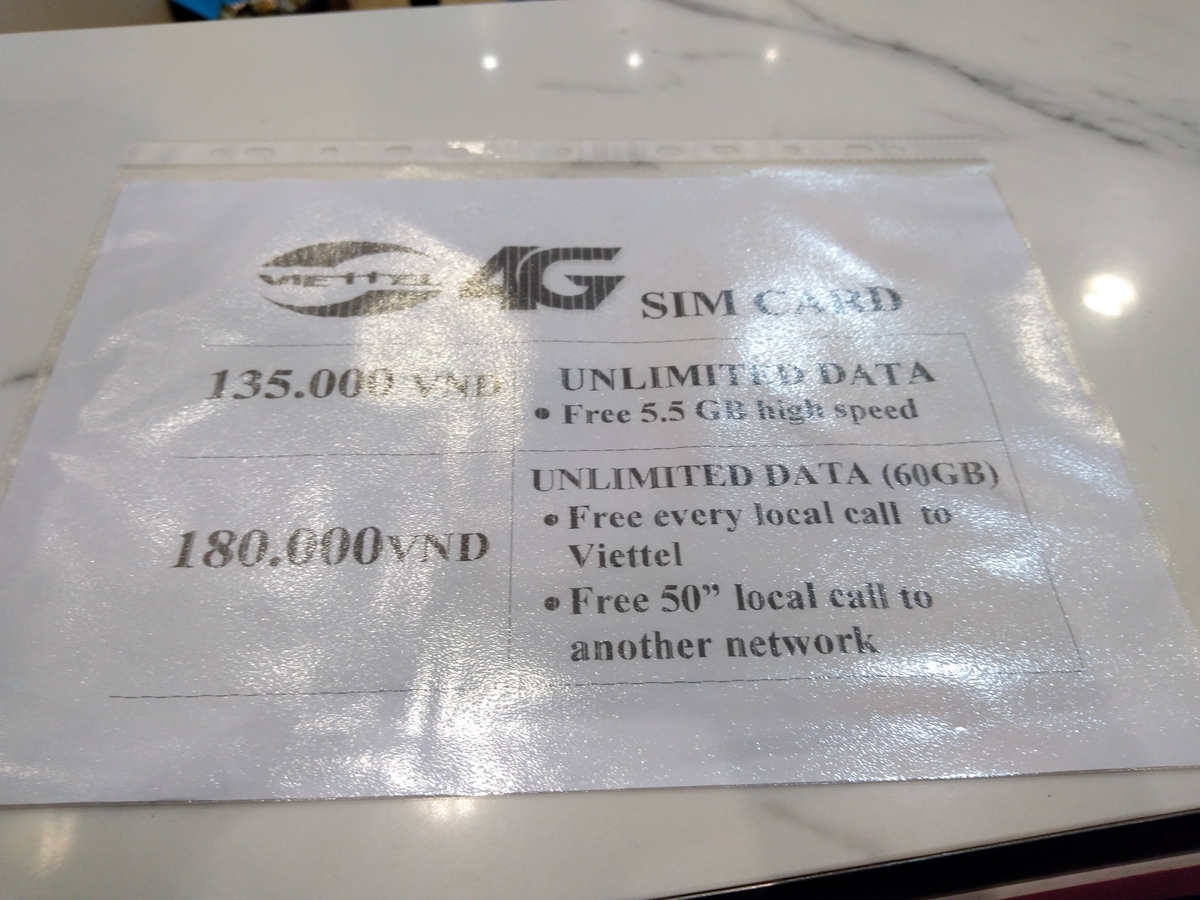 VIETTEL 4G SIM CARD
135.000 VND
UNLIMITED DATA
• Free 5.5 GB high speed
180.000VND
UNLIMITED DATA (60GB)
• Free every local call to
Viettel
• Free 50” local call to
another network